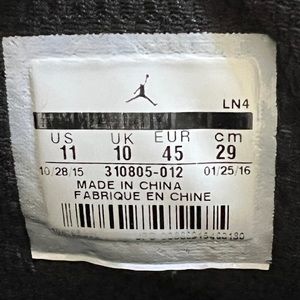 LN4
US UK EUR cm
11 10 45 29
10/28/15 310805-012 01/25/16
MADE IN CHINA
FABRIQUE EN CHINE